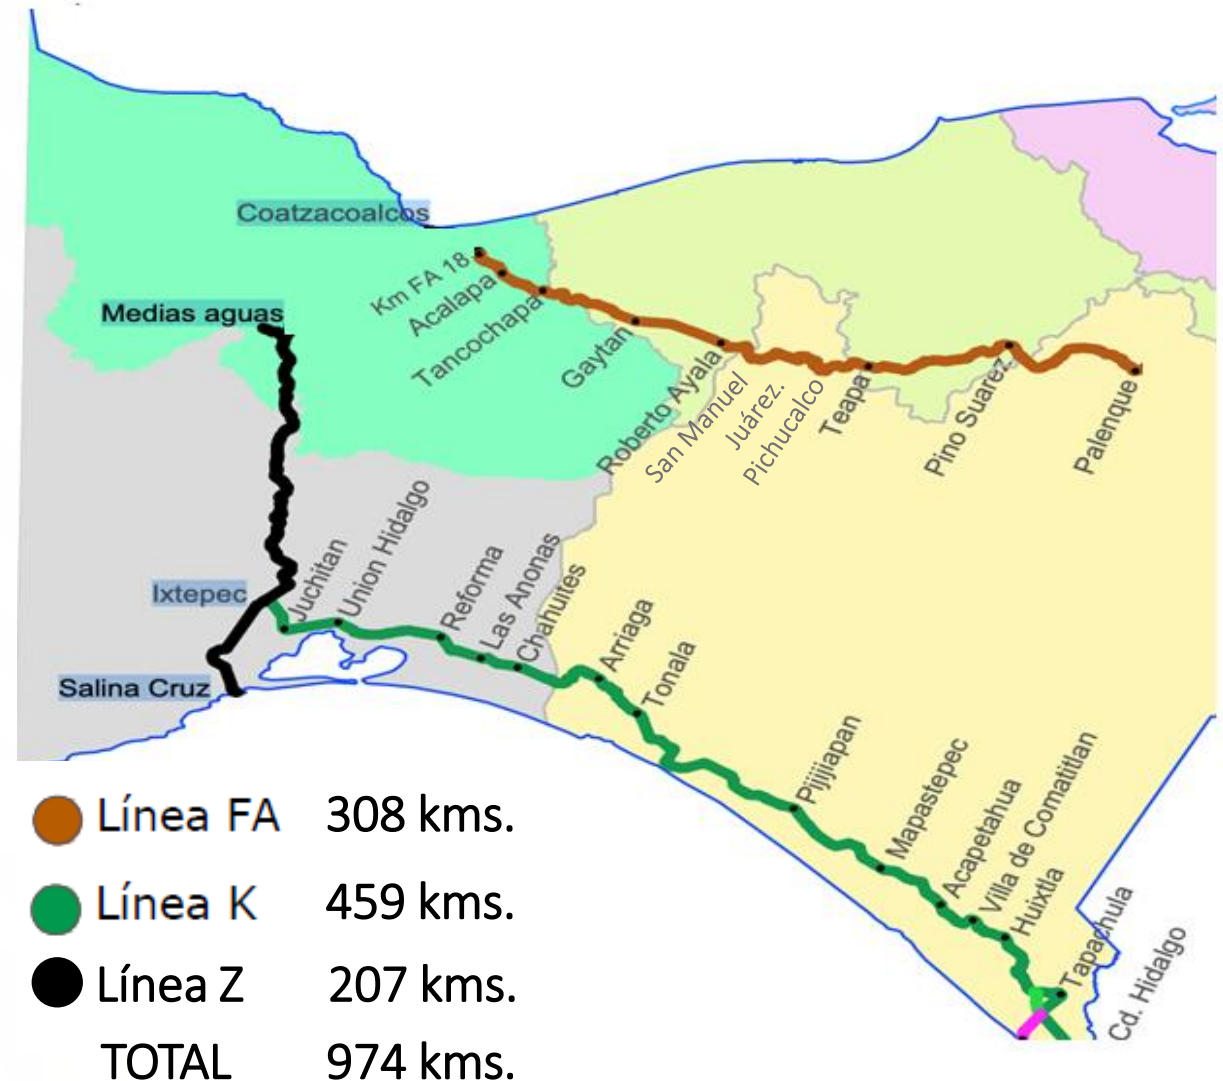 Coatzacoalcos
Km FA 18
Acalapa
Tancochapa
Medias aguas
Gaytan
Roberto Ayala
San Manuel
Juárez.
Pichucalco
Teapa
Pino Suarez
Palenque
Ixtepec
Juchitan
Union Hidalgo
Reforma
Las Anonas
Chahuites
Arriaga
Tonala
Salina Cruz
Pijijiapan
Mapastepec
Acapetahua
Villa de Comatitlan
Huixtla
Tapachula
Cd. Hidalgo
Línea FA 308 kms.
Línea K 459 kms.
Línea Z 207 kms.
TOTAL 974 kms.